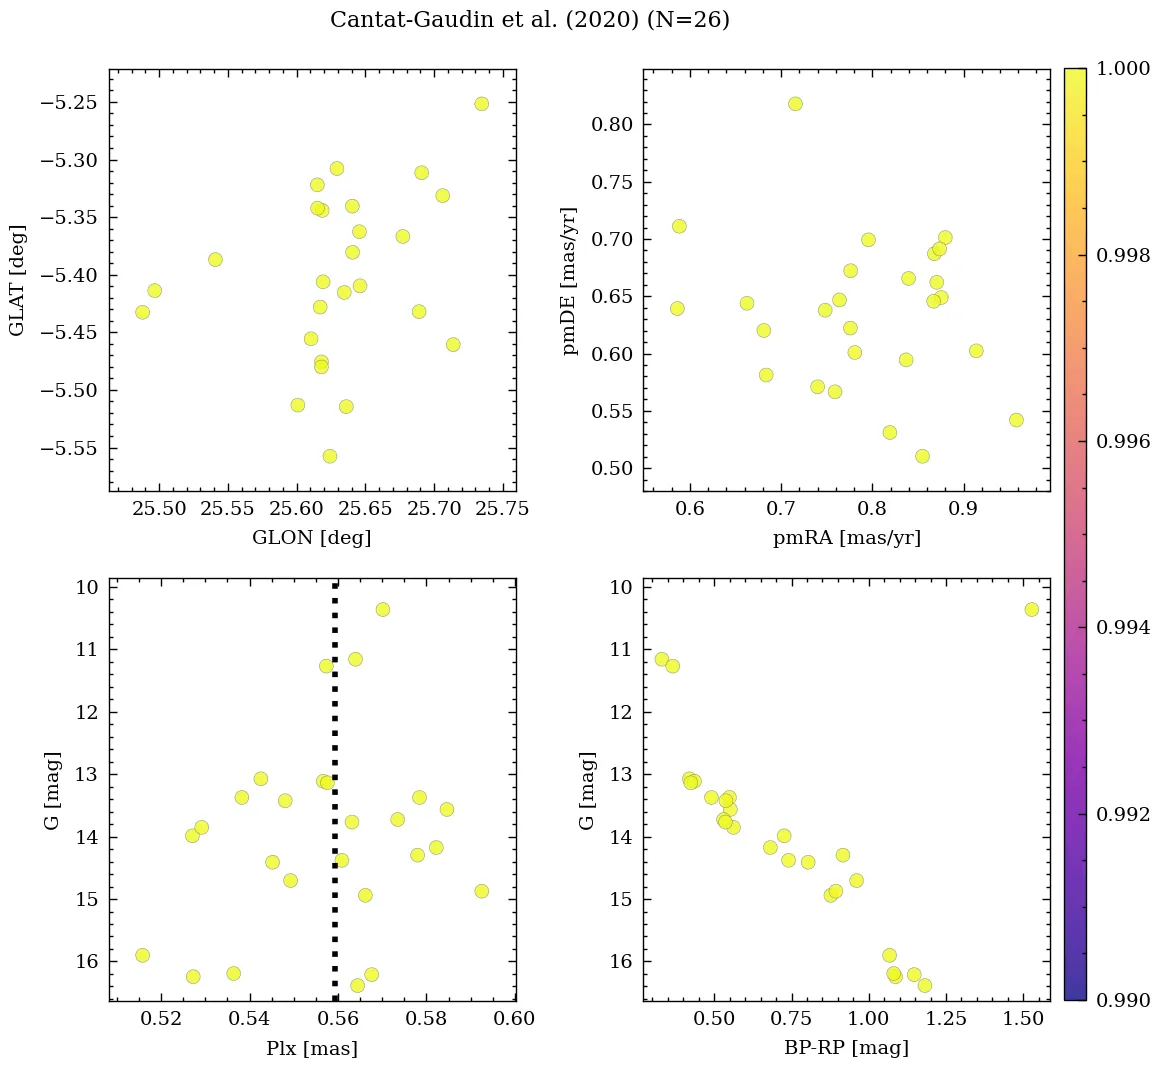 Cantat-Gaudin et al. (2020) (N=26)
−5.25
−5.30
−5.35
−5.40
−5.45
−5.50
−5.55
GLAT [deg]
25.50 25.55 25.60 25.65 25.70 25.75
GLON [deg]
0.80
0.75
0.70
0.65
0.60
0.55
0.50
pmDE [mas/yr]
0.6 0.7 0.8 0.9
pmRA [mas/yr]
10
11
12
13
14
15
16
G [mag]
0.52 0.54 0.56 0.58 0.60
Plx [mas]
10
11
12
13
14
15
16
G [mag]
0.50 0.75 1.00 1.25 1.50
BP-RP [mag]
1.000
0.998
0.996
0.994
0.992
0.990